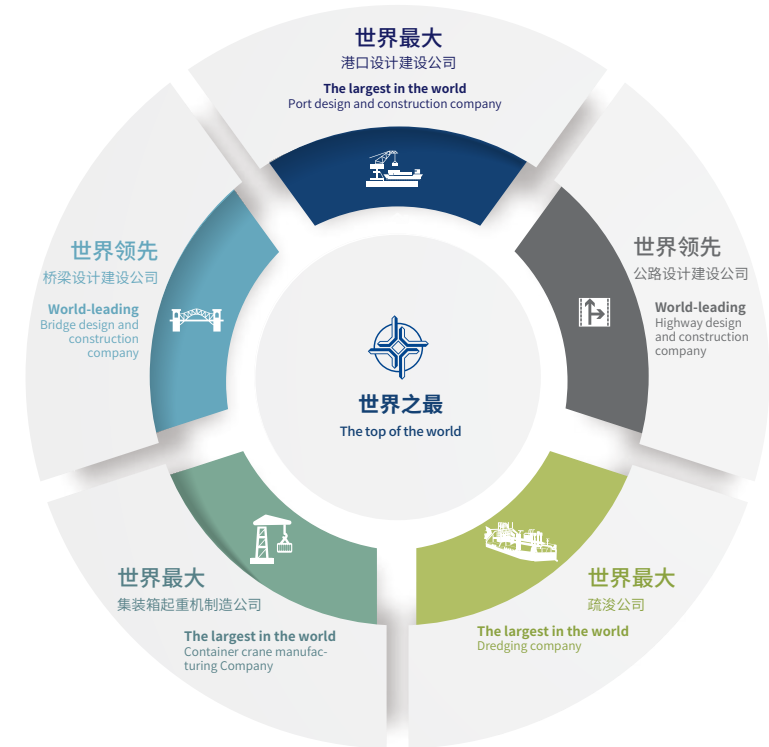 世界最大
港口设计建设公司
The largest in the world
Port design and construction company
世界领先
桥梁设计建设公司
World-leading
Bridge design and
construction
company
世界领先
公路设计建设公司
World-leading
Highway design
and construction
company
世界之最
The top of the world
世界最大
集装箱起重机制造公司
The largest in the world
Container crane manufac-
turing Company
世界最大
疏浚公司
The largest in the world
Dredging company